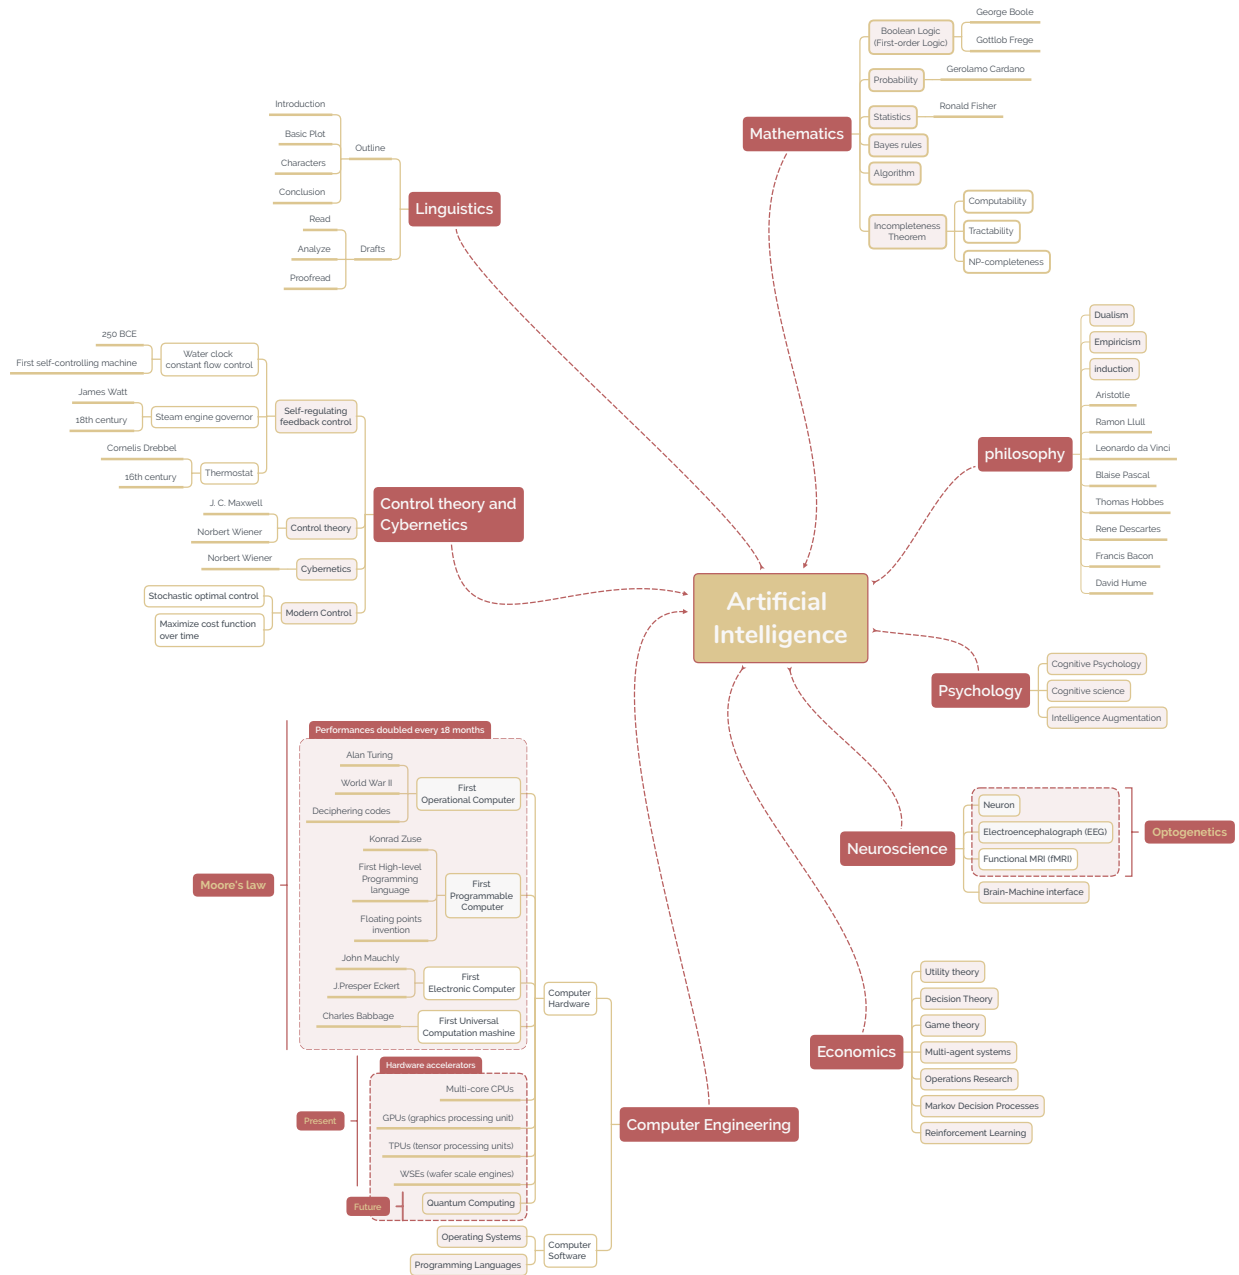 Artificial
Intelligence
Mathematics
Boolean Logic
(First-order Logic)
George Boole
Gottlob Frege
Probability
Gerolamo Cardano
Statistics
Ronald Fisher
Bayes rules
Algorithm
Incompleteness
Theorem
Computability
Tractability
NP-completeness
philosophy
Dualism
Empiricism
induction
Aristotle
Ramon Llull
Leonardo da Vinci
Blaise Pascal
Thomas Hobbes
Rene Descartes
Francis Bacon
David Hume
Psychology
Cognitive Psychology
Cognitive science
Intelligence Augmentation
Neuroscience
Neuron
Electroencephalograph (EEG)
Functional MRI (fMRI)
Optogenetics
Brain-Machine interface
Economics
Utility theory
Decision Theory
Game theory
Multi-agent systems
Operations Research
Markov Decision Processes
Reinforcement Learning
Computer Engineering
Computer
Hardware
Moore's law
Performances doubled every 18 months
First
Operational Computer
Alan Turing
World War II
Deciphering codes
First
Programmable
Computer
Konrad Zuse
First High-level
Programming
language
Floating points
invention
First
Electronic Computer
John Mauchly
J.Presper Eckert
First Universal
Computation mashine
Charles Babbage
Present
Hardware accelerators
Multi-core CPUs
GPUs (graphics processing unit)
TPUs (tensor processing units)
WSEs (wafer scale engines)
Future
Quantum Computing
Computer
Software
Operating Systems
Programming Languages
Control theory and
Cybernetics
Self-regulating
feedback control
Water clock
constant flow control
250 BCE
First self-controlling machine
Steam engine governor
James Watt
18th century
Thermostat
Cornelis Drebbel
16th century
Control theory
J. C. Maxwell
Norbert Wiener
Cybernetics
Norbert Wiener
Modern Control
Stochastic optimal control
Maximize cost function
over time
Linguistics
Outline
Introduction
Basic Plot
Characters
Conclusion
Drafts
Read
Analyze
Proofread